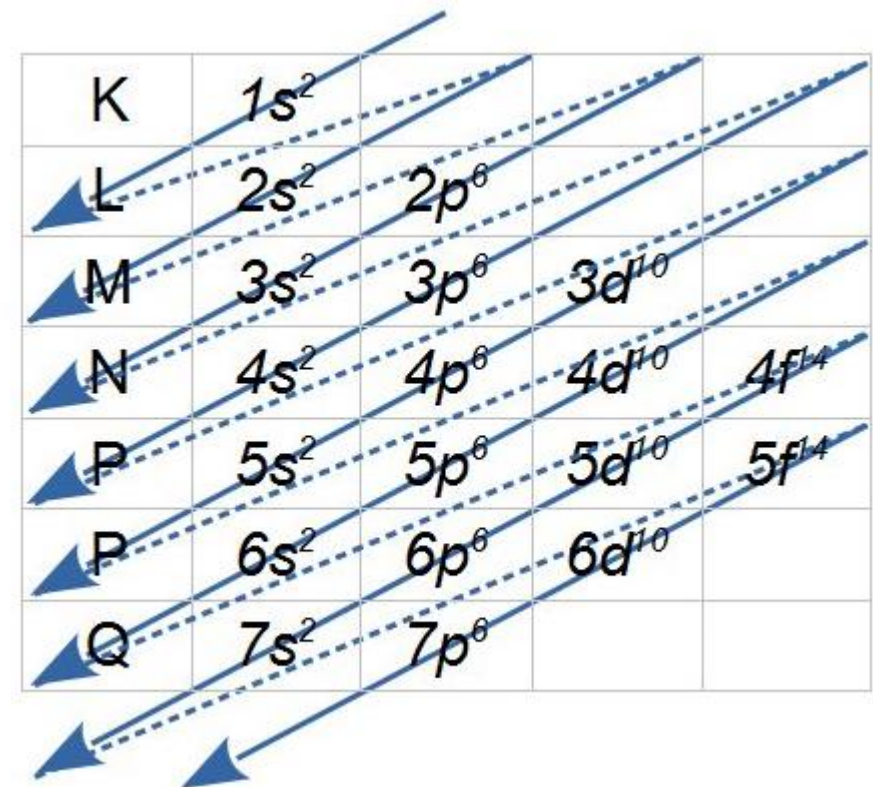 K 1s²
L 2s² 2p⁶
M 3s² 3p⁶ 3d¹⁰
N 4s² 4p⁶ 4d¹⁰ 4f¹⁴
P 5s² 5p⁶ 5d¹⁰ 5f¹⁴
P 6s² 6p⁶ 6d¹⁰
Q 7s² 7p⁶